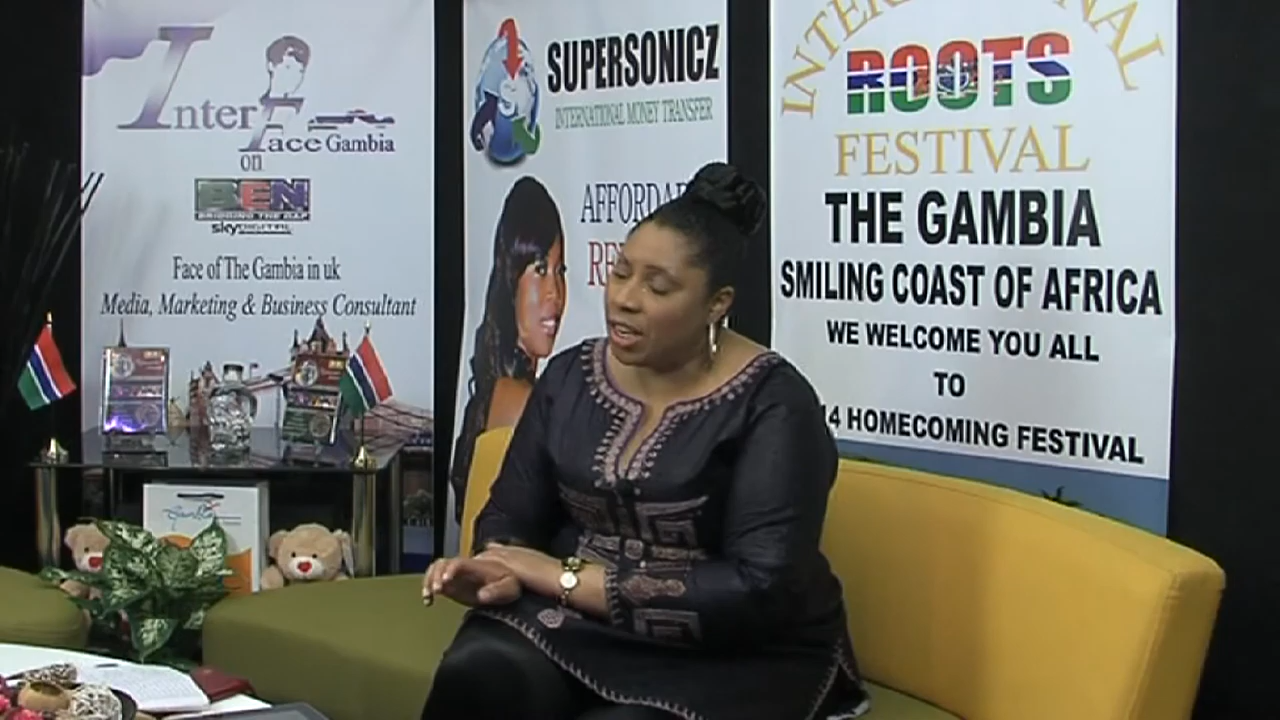 Inter Face Gambia
on
BEN
BRIDGING THE GAP
sky DIGITAL
Face of The Gambia in uk
Media, Marketing & Business Consultant
SUPERSONICZ
INTERNATIONAL MONEY TRANSFER
INTERNATIONAL
ROOTS
FESTIVAL
THE GAMBIA
SMILING COAST OF AFRICA
WE WELCOME YOU ALL
TO
14 HOMECOMING FESTIVAL